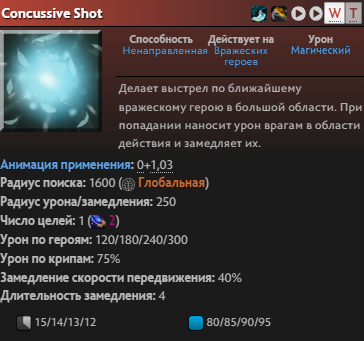 Concussive Shot
W T
Способность Действует на Урон
Ненаправленная Вражеских Магический
героев
Делает выстрел по ближайшему
вражескому герою в большой области. При
попадании наносит урон врагам в области
действия и замедляет их.
Анимация применения: 0+1,03
Радиус поиска: 1600 (Глобальная)
Радиус урона/замедления: 250
Число целей: 1 (2)
Урон по героям: 120/180/240/300
Урон по крипам: 75%
Замедление скорости передвижения: 40%
Длительность замедления: 4
15/14/13/12 80/85/90/95